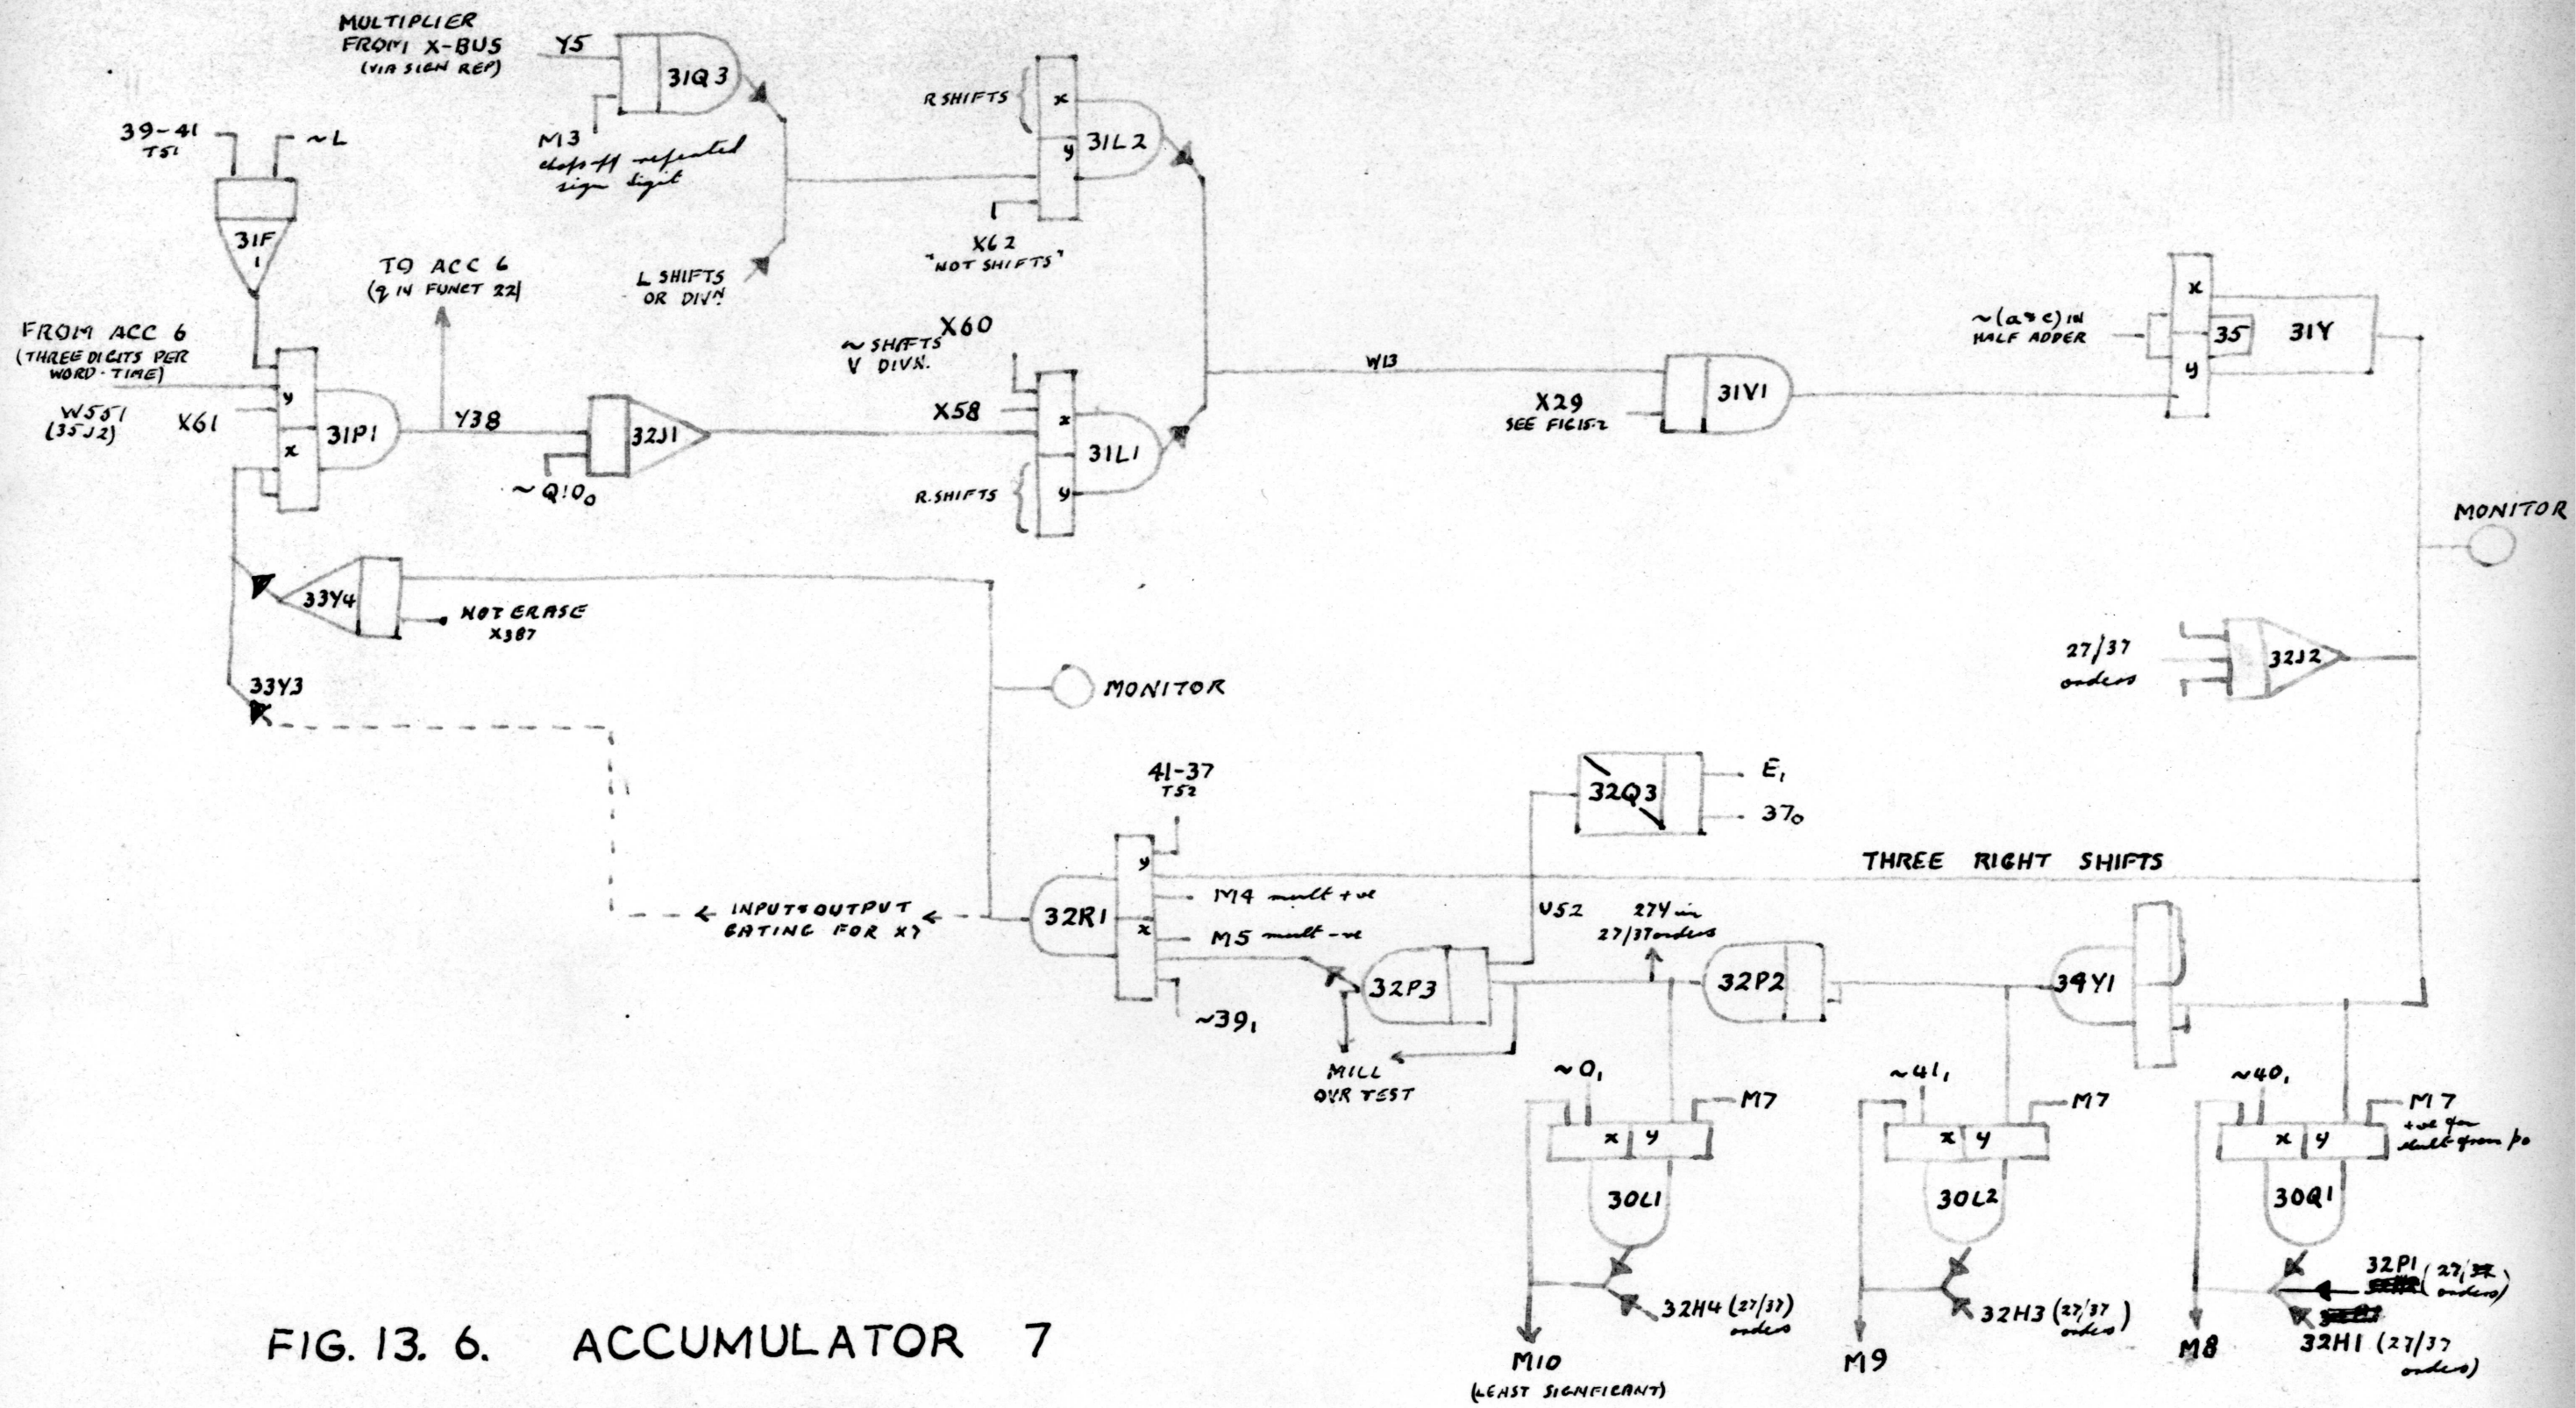 MULTIPLIER
FROM X-BUS
(VIA SIGN REP)
Y5
31Q3
M3
chops off repeated
sign digit
39-41
T51
~L
31F
1
R SHIFTS
x
y
31L2
X62
"NOT SHIFTS"
L SHIFTS
OR DIVN
TO ACC 6
(q IN FUNCT 22)
FROM ACC 6
(THREE DIGITS PER
WORD-TIME)
W551
(35J2)
X61
y
x
31P1
Y38
32J1
~Q100
X60
~ SHIFTS
V DIVN.
X58
x
y
31L1
R.SHIFTS
W13
X29
SEE FIG 15.2
31V1
~(a≡c) IN
HALF ADDER
x
y
35
31Y
MONITOR
33Y4
NOT ERASE
X387
33Y3
MONITOR
27/37
orders
32J2
41-37
T52
32Q3
E1
370
THREE RIGHT SHIFTS
INPUT & OUTPUT
GATING FOR X7
32R1
y
x
M4 mult +ve
M5 mult -ve
~391
U52
27Y in
27/37 orders
32P3
32P2
34Y1
MILL
OVR TEST
~01
M7
x y
30L1
32H4 (27/37)
orders
M10
(LEAST SIGNIFICANT)
~411
M7
x y
30L2
32H3 (27/37
orders)
M9
~401
M7
+ve for
x y
30Q1
32P1
(27/37
orders)
32H1 (27/37
orders)
M8
FIG. 13. 6. ACCUMULATOR 7